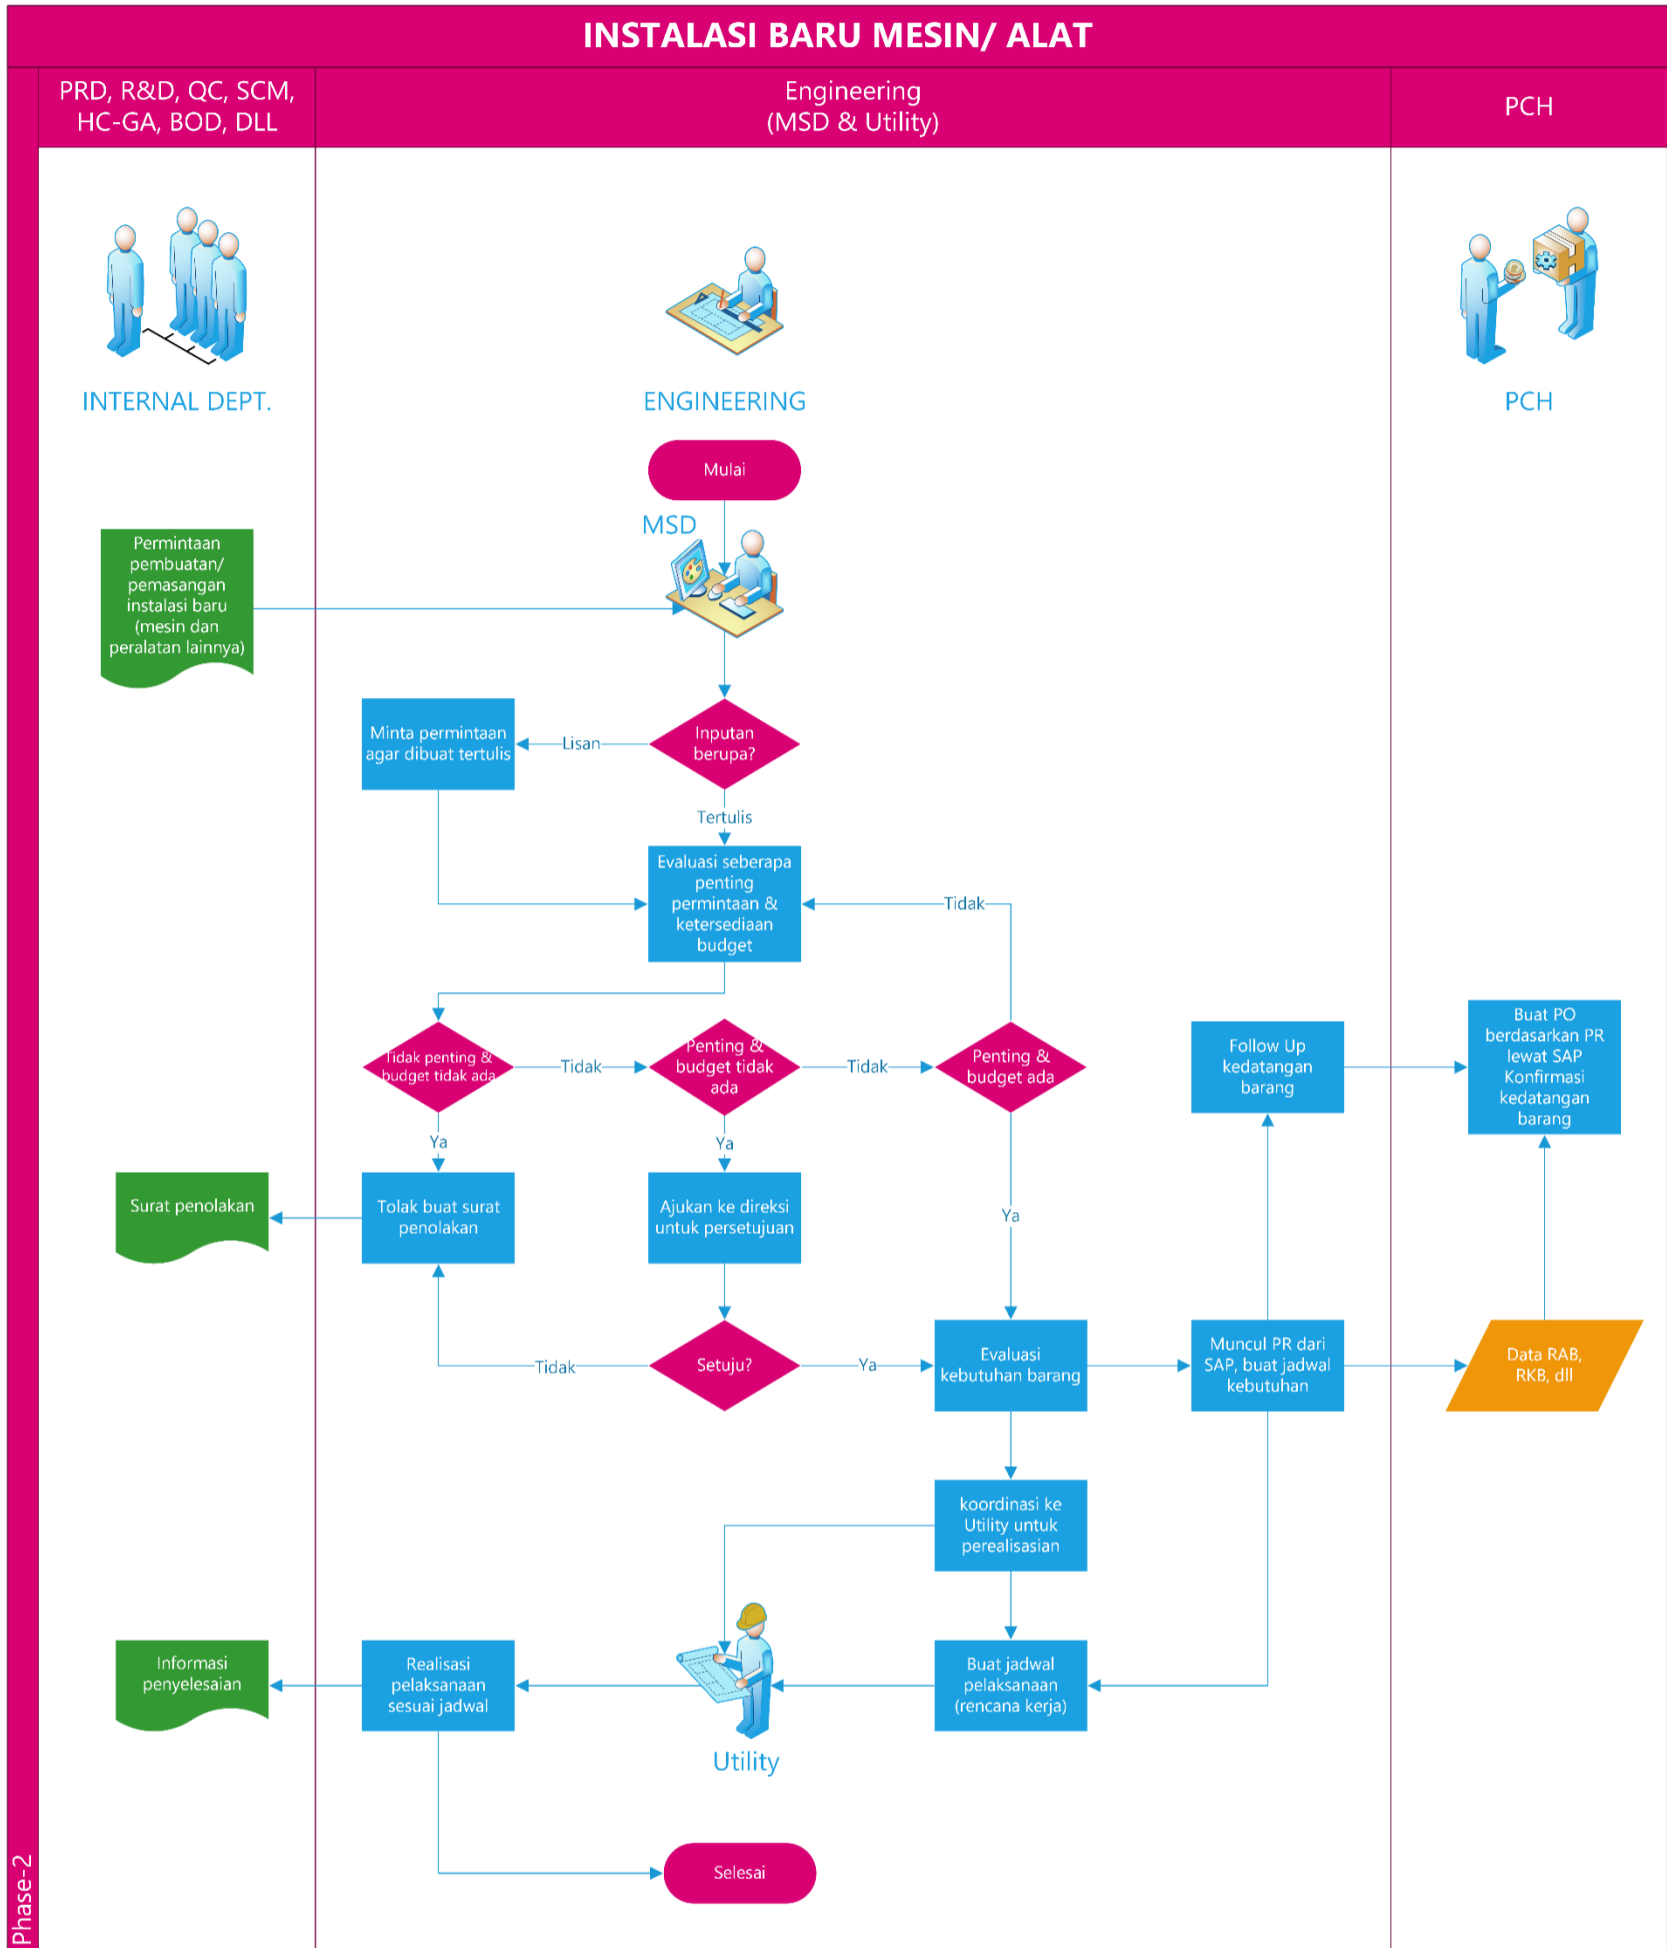 INSTALASI BARU MESIN/ ALAT
PRD, R&D, QC, SCM,
HC-GA, BOD, DLL
Engineering
(MSD & Utility)
PCH
INTERNAL DEPT.
ENGINEERING
PCH
Mulai
MSD
Permintaan
pembuatan/
pemasangan
instalasi baru
(mesin dan
peralatan lainnya)
Minta permintaan
agar dibuat tertulis
Lisan
Inputan
berupa?
Tertulis
Evaluasi seberapa
penting
permintaan &
ketersediaan
budget
Tidak
Tidak penting &
budget tidak ada
Tidak
Penting &
budget tidak
ada
Tidak
Penting &
budget ada
Follow Up
kedatangan
barang
Buat PO
berdasarkan PR
lewat SAP
Konfirmasi
kedatangan
barang
Ya
Ya
Ya
Surat penolakan
Tolak buat surat
penolakan
Ajukan ke direksi
untuk persetujuan
Tidak
Setuju?
Ya
Evaluasi
kebutuhan barang
Muncul PR dari
SAP, buat jadwal
kebutuhan
Data RAB,
RKB, dll
koordinasi ke
Utility untuk
perealisasian
Informasi
penyelesaian
Realisasi
pelaksanaan
sesuai jadwal
Utility
Buat jadwal
pelaksanaan
(rencana kerja)
Selesai
Phase-2